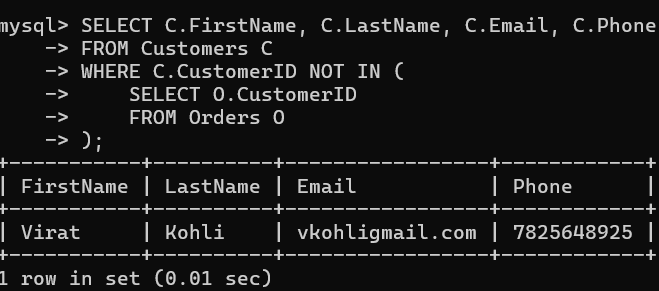 mysql> SELECT C.FirstName, C.LastName, C.Email, C.Phone
    -> FROM Customers C
    -> WHERE C.CustomerID NOT IN (
    ->     SELECT O.CustomerID
    ->     FROM Orders O
    -> );
+-----------+----------+-----------------+------------+
| FirstName | LastName | Email           | Phone      |
+-----------+----------+-----------------+------------+
| Virat     | Kohli    | vkohligmail.com | 7825648925 |
+-----------+----------+-----------------+------------+
1 row in set (0.01 sec)